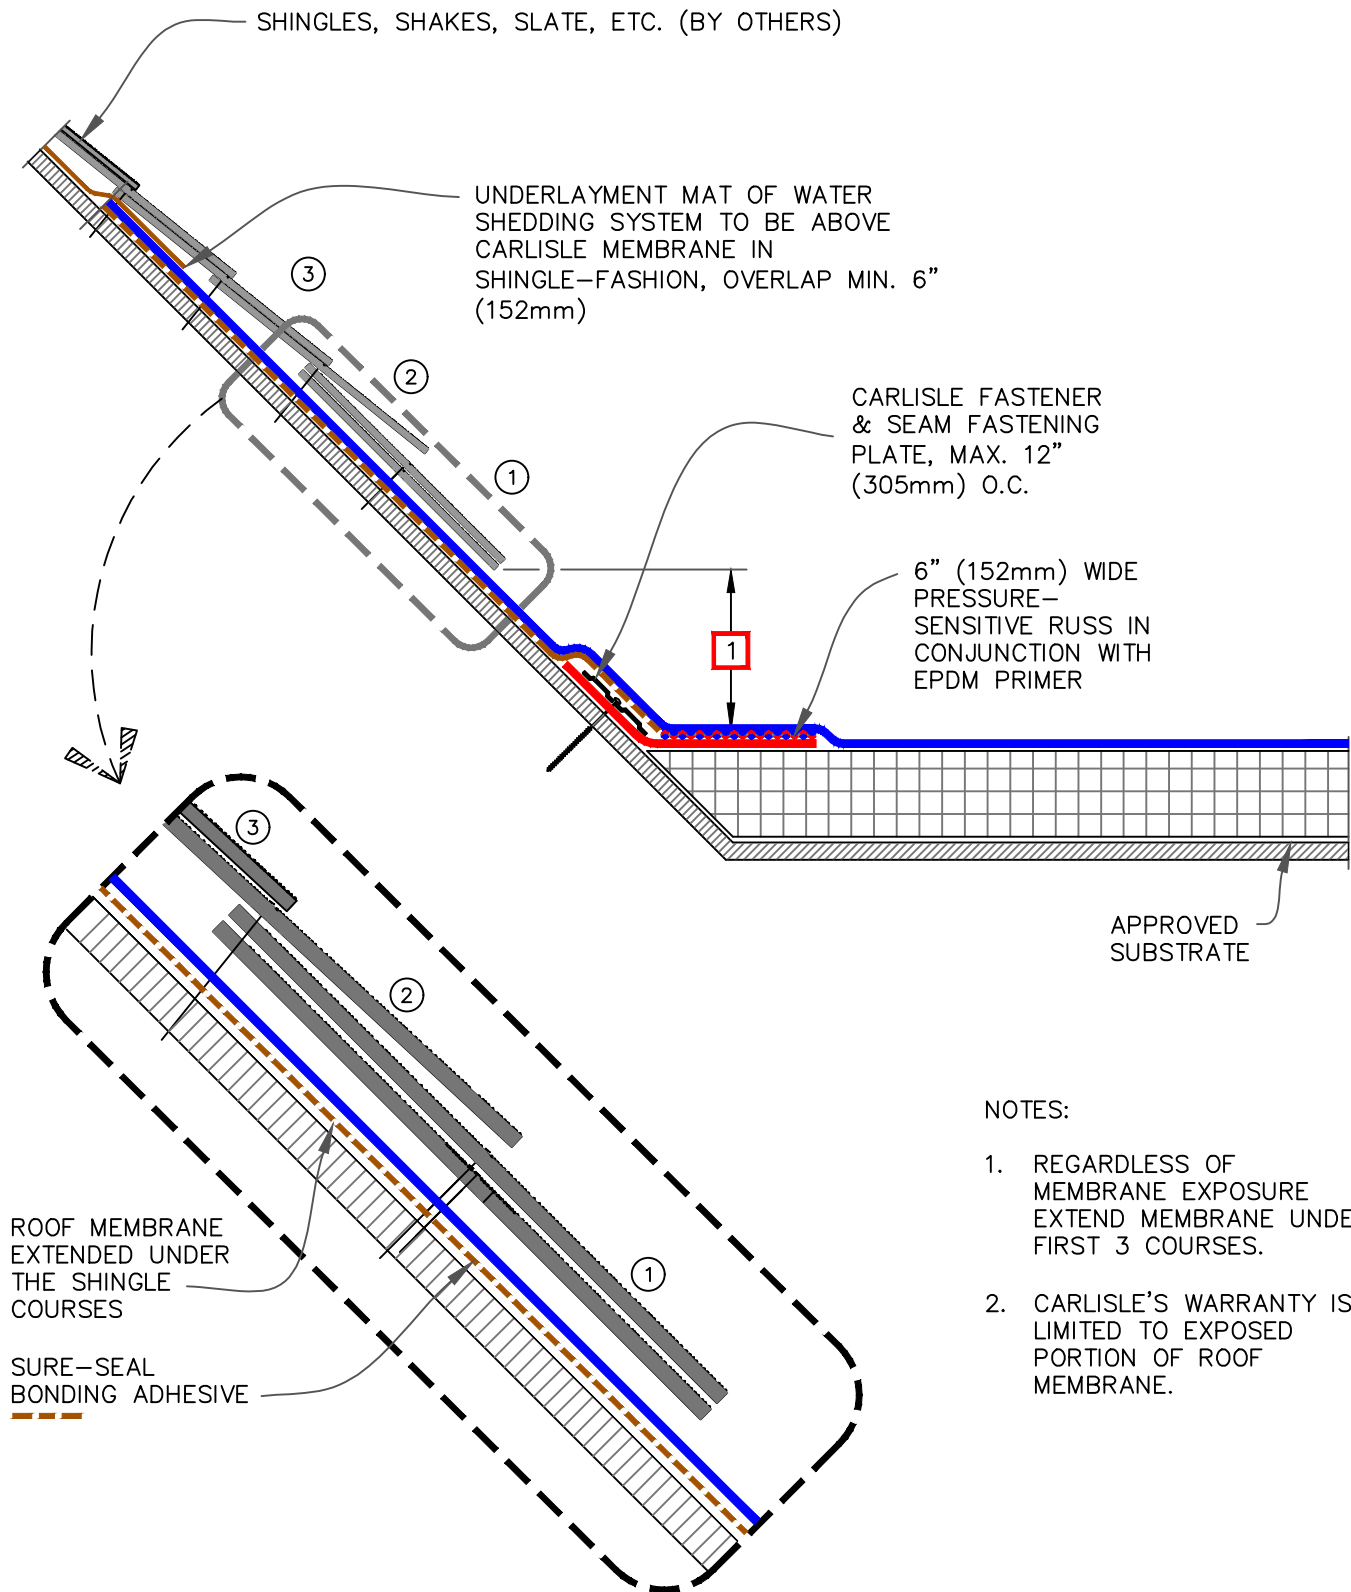 SHINGLES, SHAKES, SLATE, ETC. (BY OTHERS)
UNDERLAYMENT MAT OF WATER
SHEDDING SYSTEM TO BE ABOVE
CARLISLE MEMBRANE IN
SHINGLE-FASHION, OVERLAP MIN. 6"
(152mm)
3
2
1
CARLISLE FASTENER
& SEAM FASTENING
PLATE, MAX. 12"
(305mm) O.C.
6" (152mm) WIDE
PRESSURE-
SENSITIVE RUSS IN
CONJUNCTION WITH
EPDM PRIMER
1
APPROVED
SUBSTRATE
3
2
1
ROOF MEMBRANE
EXTENDED UNDER
THE SHINGLE
COURSES
SURE-SEAL
BONDING ADHESIVE
NOTES:
1. REGARDLESS OF
MEMBRANE EXPOSURE
EXTEND MEMBRANE UNDE
FIRST 3 COURSES.
2. CARLISLE'S WARRANTY IS
LIMITED TO EXPOSED
PORTION OF ROOF
MEMBRANE.